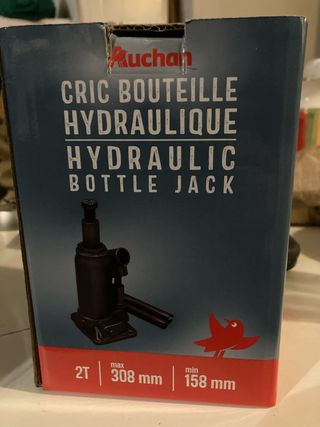 Auchan
CRIC BOUTEILLE
HYDRAULIQUE
HYDRAULIC
BOTTLE JACK
2T
max
308 mm
min
158 mm